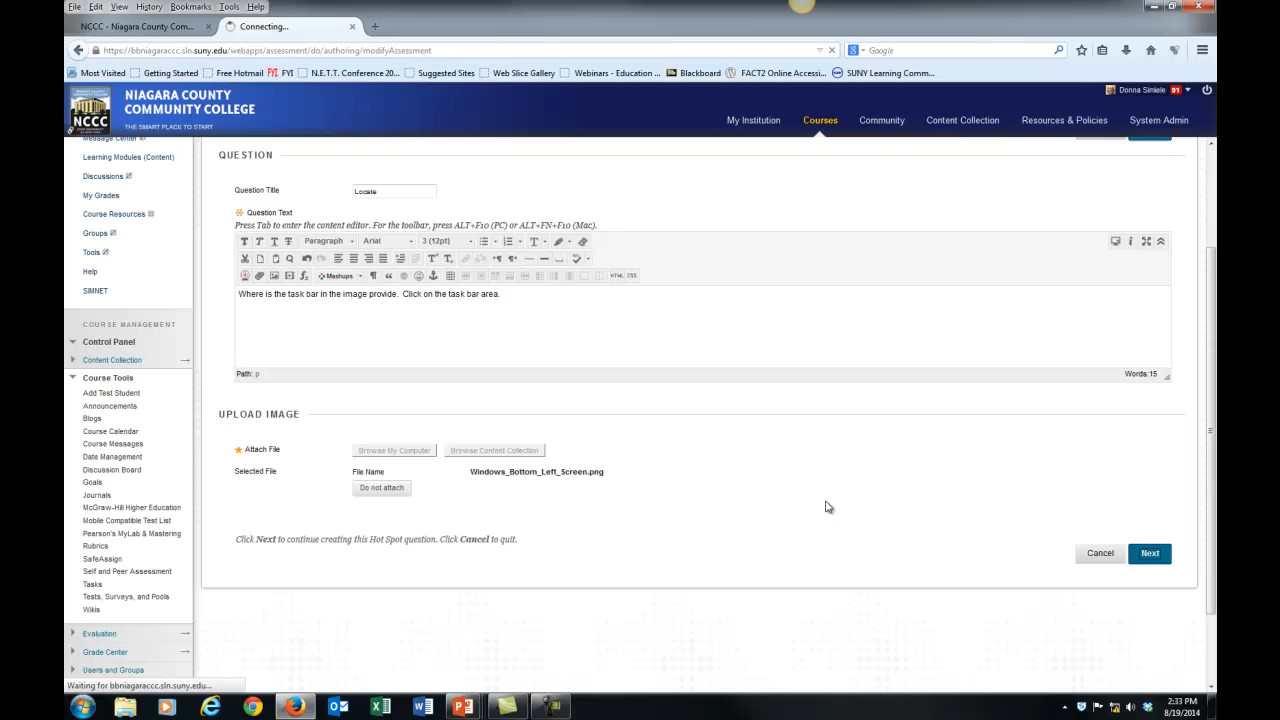 File Edit View History Bookmarks Tools Help
NCCC - Niagara County Com... × Connecting... × +
https://bbniagaraccc.sln.suny.edu/webapps/assessment/do/authoring/modifyAssessment Google
Most Visited Getting Started Free Hotmail FYI FYI N.E.T.T. Conference 20... Suggested Sites Web Slice Gallery Webinars - Education ... Blackboard FACT2 Online Accessi... SUNY Learning Comm...
NIAGARA COUNTY
COMMUNITY COLLEGE
THE SMART PLACE TO START
NCCC
Donna Simiele 91
My Institution Courses Community Content Collection Resources & Policies System Admin
Message Center
Learning Modules (Content)
Discussions
My Grades
Course Resources
Groups
Tools
Help
SIMNET
COURSE MANAGEMENT
Control Panel
Content Collection
Course Tools
Add Test Student
Announcements
Blogs
Course Calendar
Course Messages
Date Management
Discussion Board
Goals
Journals
McGraw-Hill Higher Education
Mobile Compatible Test List
Pearson's MyLab & Mastering
Rubrics
SafeAssign
Self and Peer Assessment
Tasks
Tests, Surveys, and Pools
Wikis
Evaluation
Grade Center
Users and Groups
QUESTION
Question Title Locate
Question Text
Press Tab to enter the content editor. For the toolbar, press ALT+F10 (PC) or ALT+FN+F10 (Mac).
T T T T Paragraph Arial 3 (12pt)
Mashups HTML CSS
Where is the task bar in the image provide. Click on the task bar area.
Path: p Words:15
UPLOAD IMAGE
Attach File Browse My Computer Browse Content Collection
Selected File File Name Windows_Bottom_Left_Screen.png
Do not attach
Click Next to continue creating this Hot Spot question. Click Cancel to quit.
Cancel Next
Waiting for bbniagaraccc.sln.suny.edu...
2:33 PM
8/19/2014